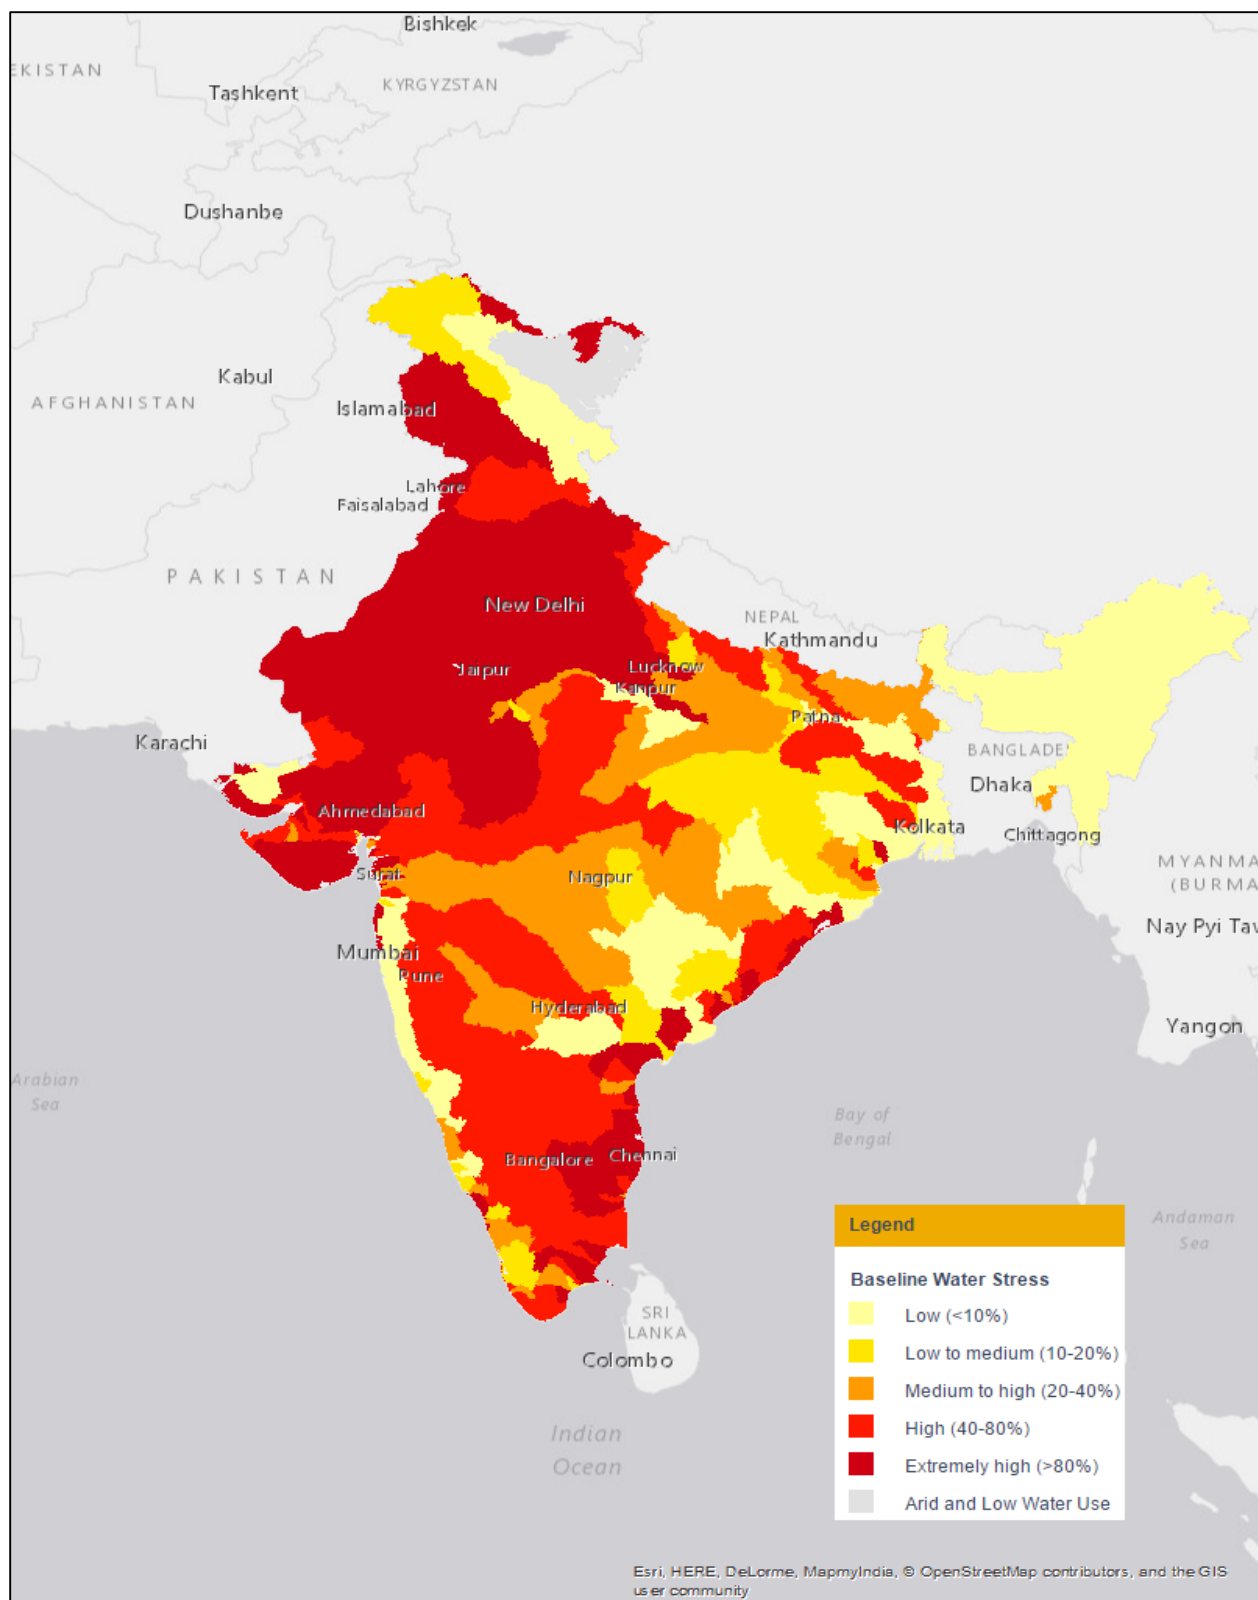 Bishkek
EKISTAN
KYRGYZSTAN
Tashkent
Dushanbe
Kabul
AFGHANISTAN
Islamabad
Lahore
Faisalabad
PAKISTAN
New Delhi
NEPAL
Kathmandu
Jaipur
Lucknow
Kanpur
Patna
Karachi
BANGLADE
Dhaka
Ahmedabad
Kolkata
Chittagong
MYANMA
(BURMA
Surat
Nagpur
Nay Pyi Taw
Mumbai
Pune
Hyderabad
Yangon
Arabian
Sea
Bay of
Bengal
Bangalore
Chennai
Andaman
Sea
SRI
LANKA
Colombo
Indian
Ocean
Legend
Baseline Water Stress
Low (<10%)
Low to medium (10-20%)
Medium to high (20-40%)
High (40-80%)
Extremely high (>80%)
Arid and Low Water Use
Esri, HERE, DeLorme, MapmyIndia, © OpenStreetMap contributors, and the GIS
user community